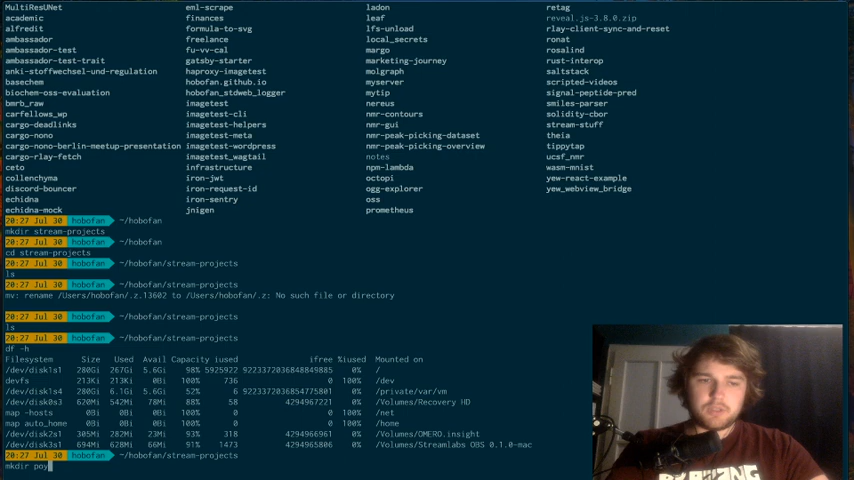 MultiResUNet eml-scrape ladon retag
academic finances leaf reveal.js-3.8.0.zip
alfredit formula-to-svg lfs-unload rlay-client-sync-and-reset
ambassador freelance local_secrets ronat
ambassador-test fu-vv-cal margo rosalind
ambassador-test-trait gatsby-starter marketing-journey rust-interop
anki-stoffwechsel-und-regulation haproxy-imagetest molgraph saltstack
basechem hobofan.github.io myserver scripted-videos
biochem-oss-evaluation hobofan_stdweb_logger mytip signal-peptide-pred
bmrb_raw imagetest nereus smiles-parser
carfellows_wp imagetest-cli nmr-contours solidity-cbor
cargo-deadlinks imagetest-helpers nmr-gui stream-stuff
cargo-nono imagetest-meta nmr-peak-picking-dataset theia
cargo-nono-berlin-meetup-presentation imagetest-wordpress nmr-peak-picking-overview tippytap
cargo-rlay-fetch imagetest_wagtail notes ucsf_nmr
ceto infrastructure npm-lambda wasm-mnist
collenchyma iron-jwt octopi yew-react-example
discord-bouncer iron-request-id ogg-explorer yew_webview_bridge
echidna iron-sentry oss
echidna-mock jnigen prometheus
20:27 Jul 30 hobofan ~/hobofan
mkdir stream-projects
20:27 Jul 30 hobofan ~/hobofan
cd stream-projects
20:27 Jul 30 hobofan ~/hobofan/stream-projects
ls
20:27 Jul 30 hobofan ~/hobofan/stream-projects
mv: rename /Users/hobofan/.z.13602 to /Users/hobofan/.z: No such file or directory
20:27 Jul 30 hobofan ~/hobofan/stream-projects
ls
20:27 Jul 30 hobofan ~/hobofan/stream-projects
df -h
Filesystem Size Used Avail Capacity iused ifree %iused Mounted on
/dev/disk1s1 280Gi 267Gi 5.6Gi 98% 5925922 9223372036848849885 0% /
devfs 213Ki 213Ki 0Bi 100% 736 0 100% /dev
/dev/disk1s4 280Gi 6.1Gi 5.6Gi 52% 6 9223372036854775801 0% /private/var/vm
/dev/disk0s3 620Mi 542Mi 78Mi 88% 58 4294967221 0% /Volumes/Recovery HD
map -hosts 0Bi 0Bi 0Bi 100% 0 0 100% /net
map auto_home 0Bi 0Bi 0Bi 100% 0 0 100% /home
/dev/disk2s1 305Mi 282Mi 23Mi 93% 318 4294966961 0% /Volumes/OMERO.insight
/dev/disk3s1 694Mi 628Mi 66Mi 91% 1473 4294965806 0% /Volumes/Streamlabs OBS 0.1.0-mac
20:27 Jul 30 hobofan ~/hobofan/stream-projects
mkdir poy